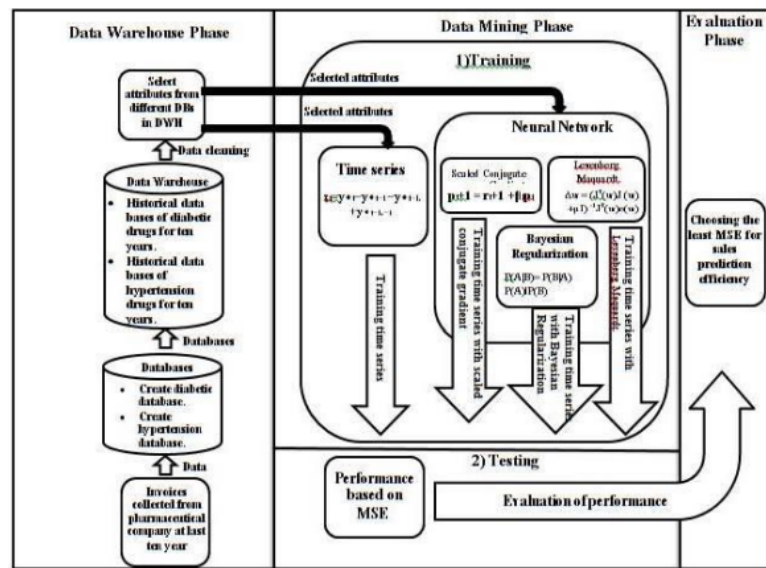 Data Warehouse Phase
Select
attributes from
different DBs
in DWH
Data cleaning
Data Warehouse
• Historical data
bases of diabetic
drugs for ten
years.
• Historical data
bases of
hypertension
drugs for ten
years.
Databases
Databases
• Create diabetic
database.
• Create
hypertension
database.
Data
Invoices
collected from
pharmaceutical
company at last
ten year
Data Mining Phase
1)Training
Selected attributes
Selected attributes
Time series
Neural Network
Scaled Conjugate
Bayesian
Regularization
P(A|B)= P(B|A)
P(A)/P(B)
Training time series
Training time series with scaled
conjugate gradient
Training time series
with Bayesian
Regularization
Training time series with
2) Testing
Performance
based on
MSE
Evaluation of performance
Evaluation
Phase
Choosing the
least MSE for
sales
prediction
efficiency